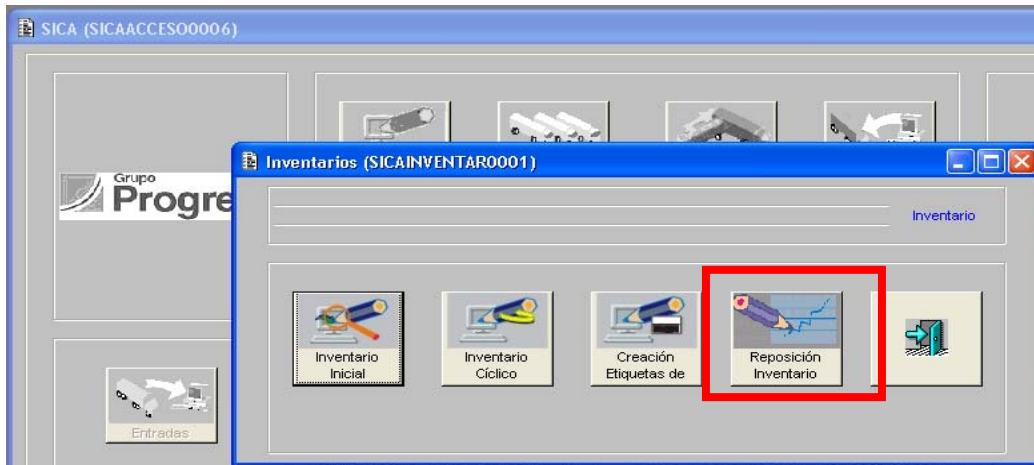 SICA (SICAACCESO0006)
Grupo
Progre
Inventarios (SICAINVENTAR0001)
Inventario
Inventario
Inicial
Inventario
Cíclico
Creación
Etiquetas de
Reposición
Inventario
Entradas